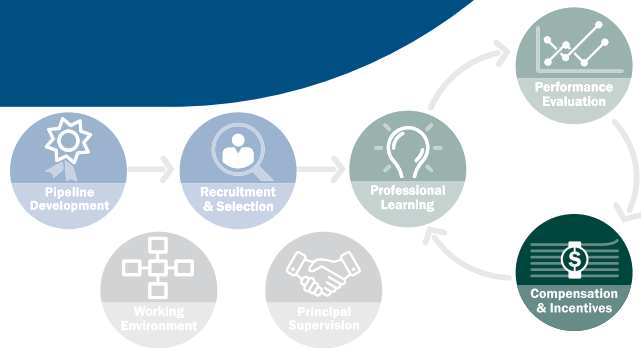 Performance
Evaluation
Pipeline
Development
Recruitment
& Selection
Professional
Learning
$
Compensation
& Incentives
Working
Environment
Principal
Supervision